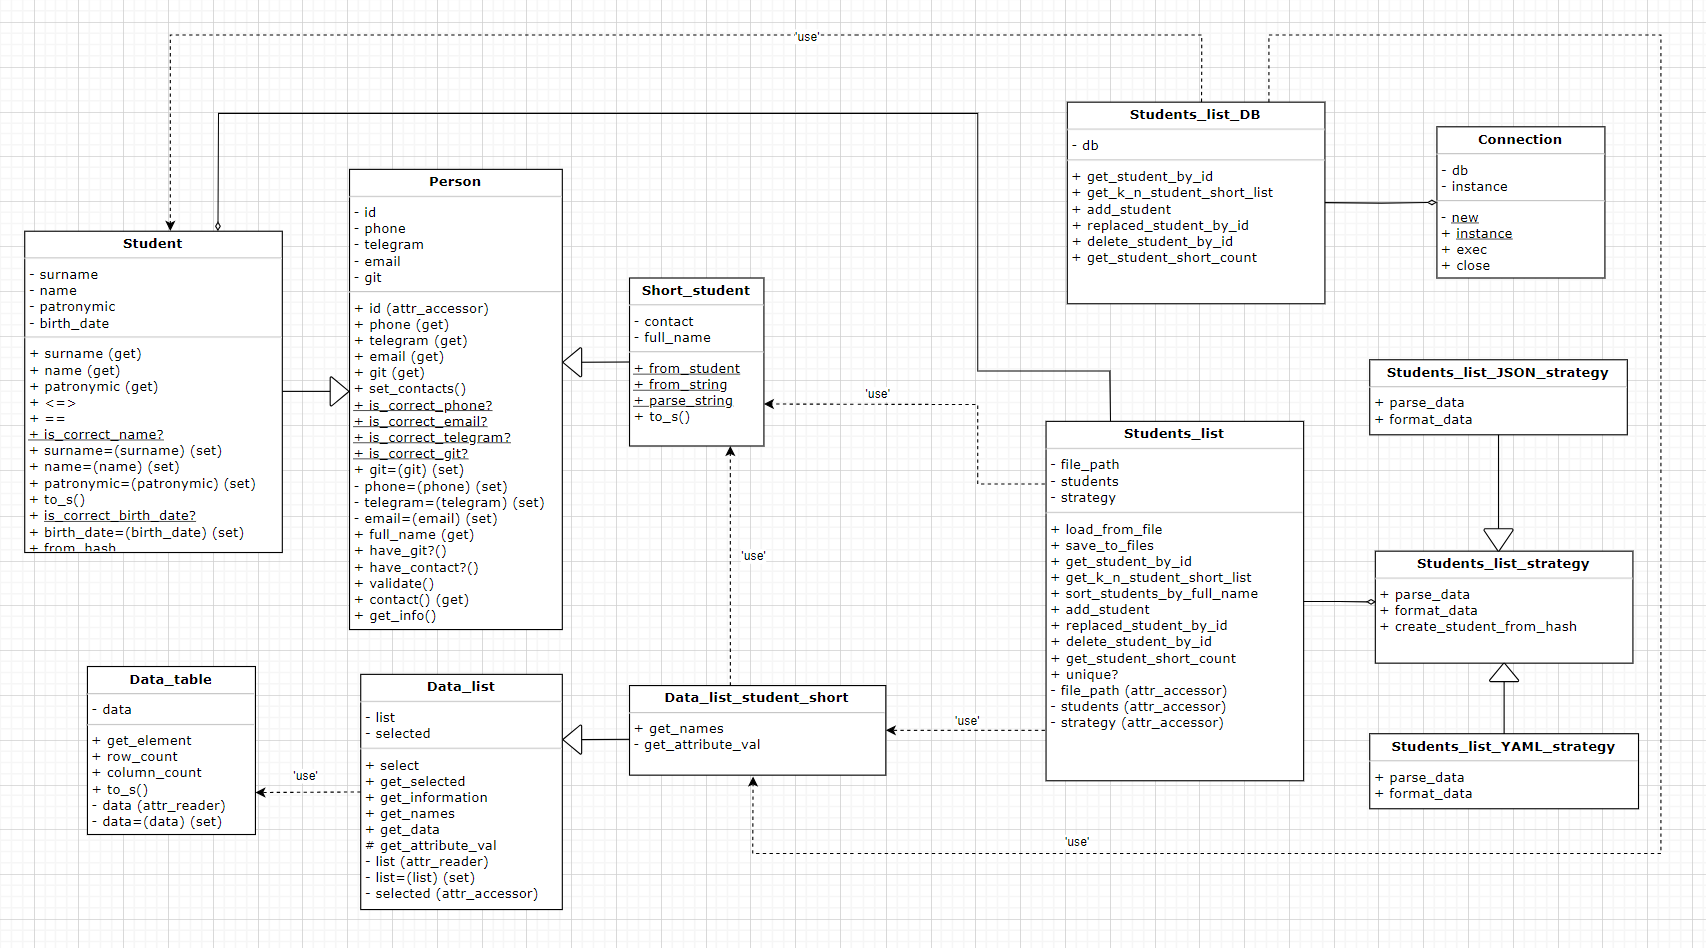 'use'
Students_list_DB
- db
+ get_student_by_id
+ get_k_n_student_short_list
+ add_student
+ replaced_student_by_id
+ delete_student_by_id
+ get_student_short_count
Connection
- db
- instance
- new
+ instance
+ exec
+ close
Person
- id
- phone
- telegram
- email
- git
+ id (attr_accessor)
+ phone (get)
+ telegram (get)
+ email (get)
+ git (get)
+ set_contacts()
+ is_correct_phone?
+ is_correct_email?
+ is_correct_telegram?
+ is_correct_git?
+ git=(git) (set)
- phone=(phone) (set)
- telegram=(telegram) (set)
- email=(email) (set)
+ full_name (get)
+ have_git?()
+ have_contact?()
+ validate()
+ contact() (get)
+ get_info()
Student
- surname
- name
- patronymic
- birth_date
+ surname (get)
+ name (get)
+ patronymic (get)
+ <=>
+ ==
+ is_correct_name?
+ surname=(surname) (set)
+ name=(name) (set)
+ patronymic=(patronymic) (set)
+ to_s()
+ is_correct_birth_date?
+ birth_date=(birth_date) (set)
+ from_hash
Short_student
- contact
- full_name
+ from_student
+ from_string
+ parse_string
+ to_s()
'use'
Students_list_JSON_strategy
+ parse_data
+ format_data
Students_list
- file_path
- students
- strategy
+ load_from_file
+ save_to_files
+ get_student_by_id
+ get_k_n_student_short_list
+ sort_students_by_full_name
+ add_student
+ replaced_student_by_id
+ delete_student_by_id
+ get_student_short_count
+ unique?
- file_path (attr_accessor)
- students (attr_accessor)
- strategy (attr_accessor)
'use'
Students_list_strategy
+ parse_data
+ format_data
+ create_student_from_hash
Data_table
- data
+ get_element
+ row_count
+ column_count
+ to_s()
- data (attr_reader)
- data=(data) (set)
'use'
Data_list
- list
- selected
+ select
+ get_selected
+ get_information
+ get_names
+ get_data
# get_attribute_val
- list (attr_reader)
- list=(list) (set)
- selected (attr_accessor)
Data_list_student_short
+ get_names
- get_attribute_val
'use'
Students_list_YAML_strategy
+ parse_data
+ format_data
'use'